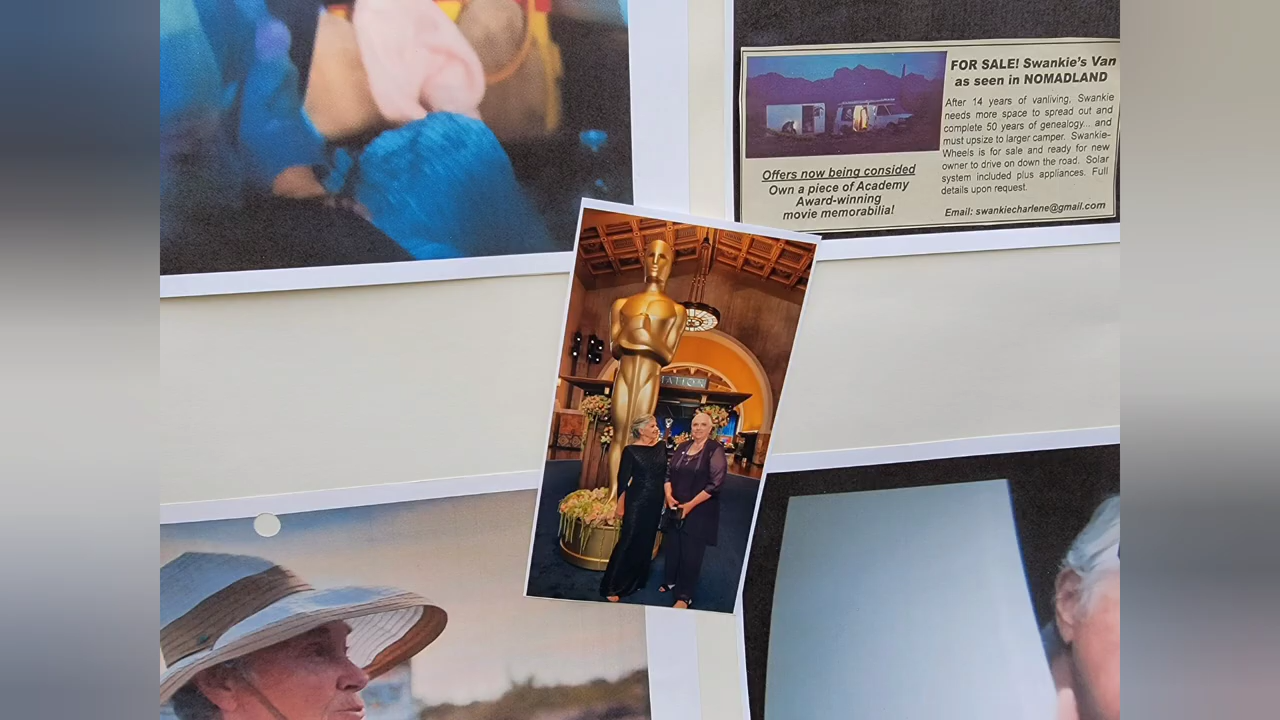 FOR SALE! Swankie's Van
as seen in NOMADLAND
After 14 years of vanliving, Swankie
needs more space to spread out and
complete 50 years of genealogy... and
must upsize to larger camper. Swankie-
Wheels is for sale and ready for new
owner to drive on down the road. Solar
system included plus appliances. Full
details upon request.
Email: swankiecharlene@gmail.com
Offers now being consided
Own a piece of Academy
Award-winning
movie memorabilia!